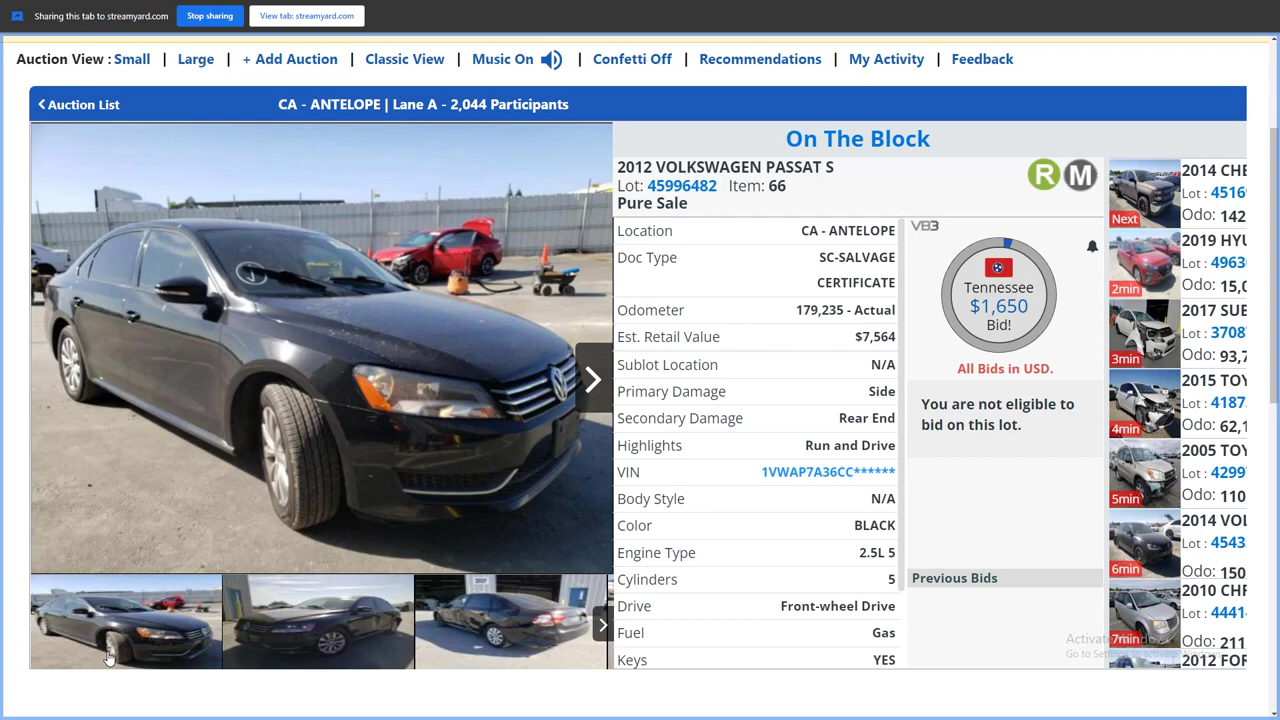 Sharing this tab to streamyard.com Stop sharing View tab: streamyard.com
Auction View : Small | Large | + Add Auction | Classic View | Music On | Confetti Off | Recommendations | My Activity | Feedback
Auction List CA - ANTELOPE | Lane A - 2,044 Participants
On The Block
2012 VOLKSWAGEN PASSAT S
Lot: 45996482 Item: 66
Pure Sale
R M
Location CA - ANTELOPE
Doc Type SC-SALVAGE
CERTIFICATE
Odometer 179,235 - Actual
Est. Retail Value $7,564
Sublot Location N/A
Primary Damage Side
Secondary Damage Rear End
Highlights Run and Drive
VIN 1VWAP7A36CC******
Body Style N/A
Color BLACK
Engine Type 2.5L 5
Cylinders 5
Drive Front-wheel Drive
Fuel Gas
Keys YES
VB3
Tennessee
$1,650
Bid!
All Bids in USD.
You are not eligible to
bid on this lot.
Previous Bids
2014 CHE
Lot : 4516
Odo: 142
Next
2019 HYU
Lot : 4963
Odo: 15,0
2min
2017 SUB
Lot : 3708
Odo: 93,7
3min
2015 TOY
Lot : 4187
Odo: 62,1
4min
2005 TOY
Lot : 4299
Odo: 110
5min
2014 VOL
Lot : 4543
Odo: 150
6min
2010 CHR
Lot : 4441
Odo: 211
7min
2012 FOR
Activate Windows
Go to Settings to activate Windows.